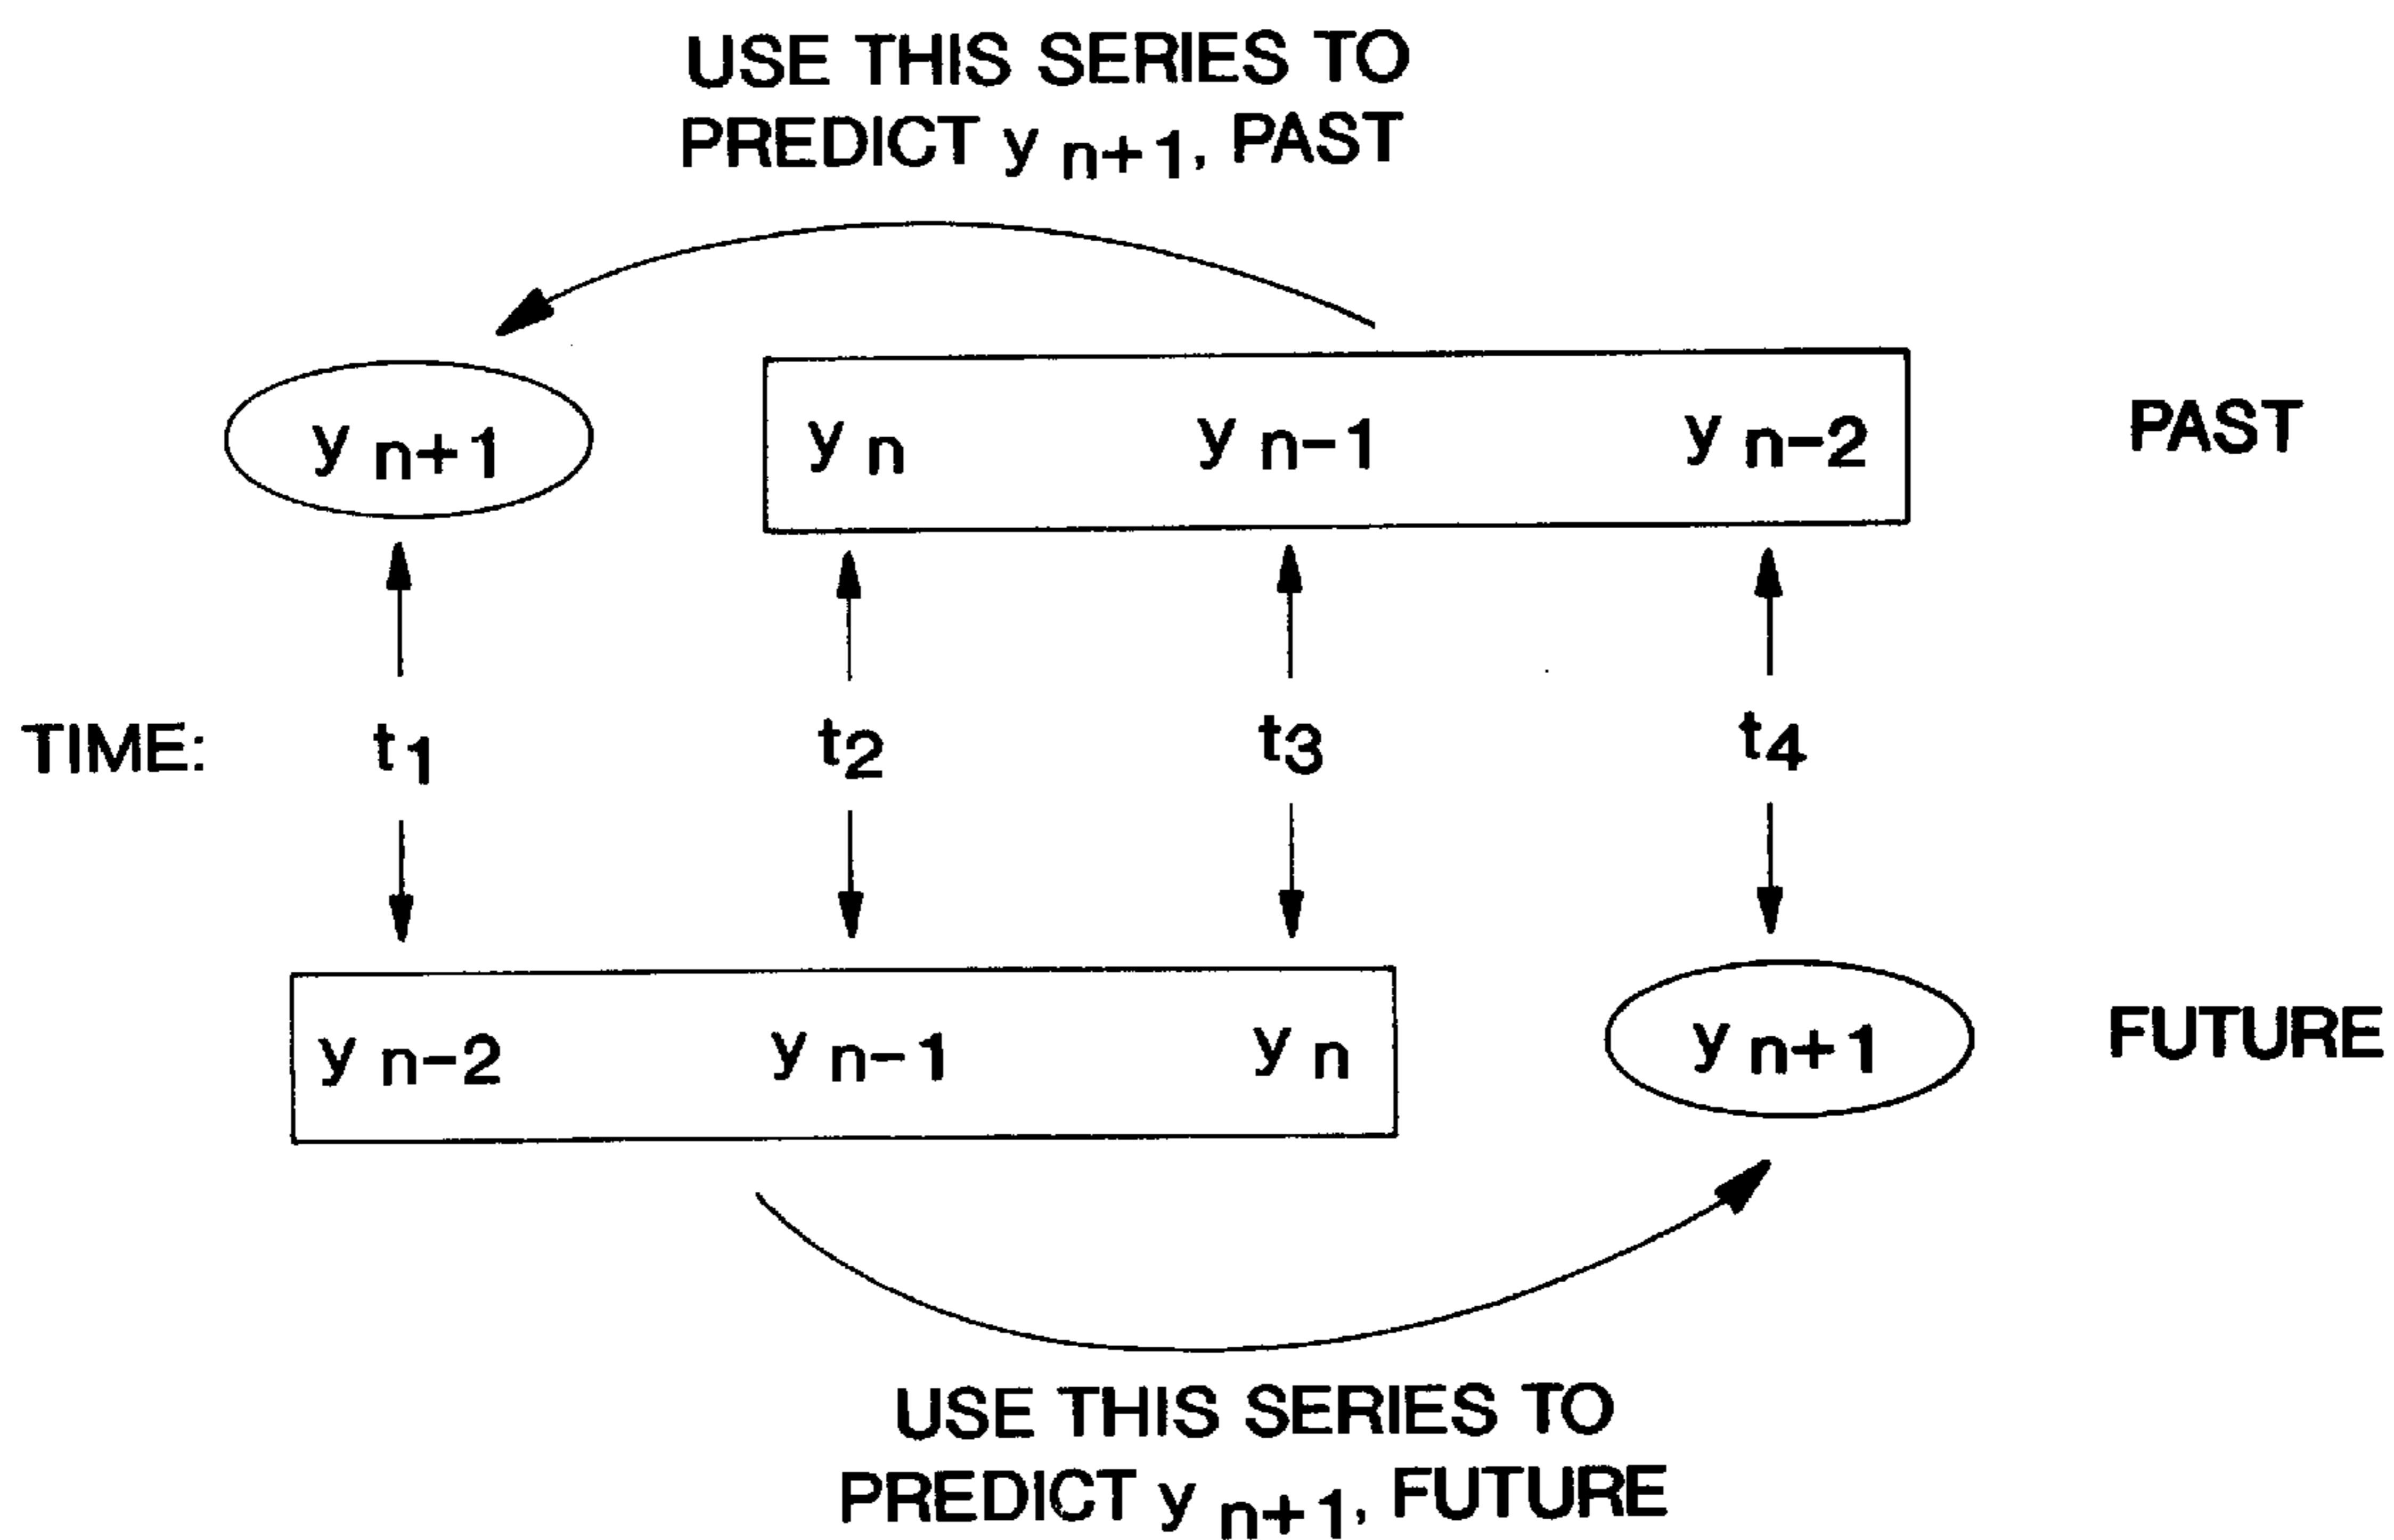 USE THIS SERIES TO
PREDICT y n+1, PAST
y n+1 y n y n-1 y n-2 PAST
TIME: t1 t2 t3 t4
y n-2 y n-1 y n y n+1 FUTURE
USE THIS SERIES TO
PREDICT y n+1, FUTURE